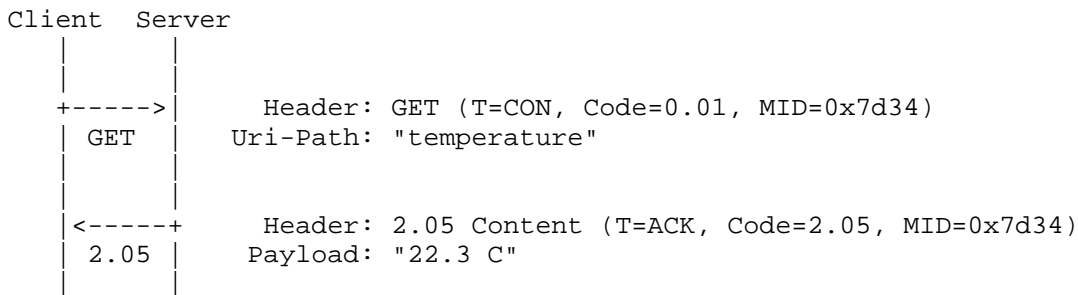 Client Server
Header: GET (T=CON, Code=0.01, MID=0x7d34)
GET Uri-Path: "temperature"
Header: 2.05 Content (T=ACK, Code=2.05, MID=0x7d34)
2.05 Payload: "22.3 C"